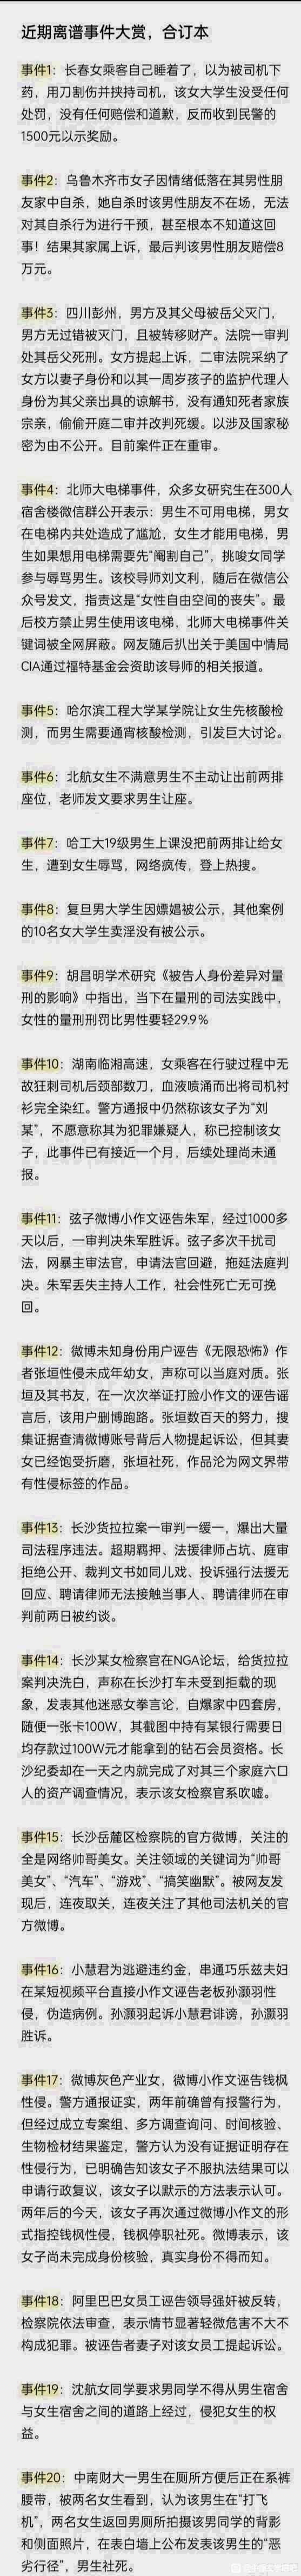 近期离谱事件大赏，合订本
事件1：长春女乘客自己睡着了，以为被司机下
药，用刀割伤并挟持司机，该女大学生没受任何
处罚，没有任何赔偿和道歉，反而收到民警的
1500元以示奖励。
事件2：乌鲁木齐市女子因情绪低落在其男性朋
友家中自杀，她自杀时该男性朋友不在场，无法
对其自杀行为进行干预，甚至根本不知道这回
事！结果其家属上诉，最后判该男性朋友赔偿8
万元。
事件3：四川彭州，男方及其父母被岳父灭门，
男方无过错被灭门，且被转移财产。法院一审判
处其岳父死刑。女方提起上诉，二审法院采纳了
女方以妻子身份和以其一周岁孩子的监护代理人
身份为其父亲出具的谅解书，没有通知死者家族
宗亲，偷偷开庭二审并改判死缓。以涉及国家秘
密为由不公开。目前案件正在重审。
事件4：北师大电梯事件，众多女研究生在300人
宿舍楼微信群公开表示：男生不可用电梯，男女
在电梯内共处造成了尴尬，女生才能用电梯，男
生如果想用电梯需要先“阉割自己”，挑唆女同学
参与辱骂男生。该校导师刘文利，随后在微信公
众号发文，指责这是“女性自由空间的丧失”。最
后校方禁止男生使用该电梯，北师大电梯事件关
键词被全网屏蔽。网友随后扒出关于美国中情局
CIA通过福特基金会资助该导师的相关报道。
事件5：哈尔滨工程大学某学院让女生先核酸检
测，而男生需要通宵核酸检测，引发巨大讨论。
事件6：北航女生不满意男生不主动让出前两排
座位，老师发文要求男生让座。
事件7：哈工大19级男生上课没把前两排让给女
生，遭到女生辱骂，网络疯传，登上热搜。
事件8：复旦男大学生因嫖娼被公示，其他案例
的10名女大学生卖淫没有被公示。
事件9：胡昌明学术研究《被告人身份差异对量
刑的影响》中指出，当下在量刑的司法实践中，
女性的量刑刑罚比男性要轻29.9%
事件10：湖南临湘高速，女乘客在行驶过程中无
故狂刺司机后颈部数刀，血液喷涌而出将司机衬
衫完全染红。警方通报中仍然称该女子为“刘
某”，不愿意称其为犯罪嫌疑人，称已控制该女
子，此事件已有接近一个月，后续处理尚未通
报。
事件11：弦子微博小作文诬告朱军，经过1000多
天以后，一审判决朱军胜诉。弦子多次干扰司
法，网暴主审法官，申请法官回避，拖延法庭判
决。朱军丢失主持人工作，社会性死亡无可挽
回。
事件12：微博未知身份用户诬告《无限恐怖》作
者张恒性侵未成年幼女，声称可以当庭对质。张
垣及其书友，在一次次举证打脸小作文的诬告谣
言后，该用户删博跑路。张垣数百天的努力，搜
集证据查清微博账号背后人物提起诉讼，但其妻
女已经饱受折磨，张垣社死，作品沦为网文界带
有性侵标签的作品。
事件13：长沙货拉拉案一审判一缓一，爆出大量
司法程序违法。超期羁押、法援律师占坑、庭审
拒绝公开、裁判文书如同儿戏、投诉强行法援无
回应、聘请律师无法接触当事人、聘请律师在审
判前两日被约谈。
事件14：长沙某女检察官在NGA论坛，给货拉拉
案判决洗白，声称在长沙打车未受到拒载的现
象，发表其他迷惑女拳言论，自爆家中四套房，
随便一张卡100W，其截图中持有某银行需要日
均存款过100W元才能拿到的钻石会员资格。长
沙纪委却在一天之内就完成了对其三个家庭六口
人的资产调查情况，表示该女检察官系吹嘘。
事件15：长沙岳麓区检察院的官方微博，关注的
全是网络帅哥美女。关注领域的关键词为“帅哥
美女”、“汽车”、“游戏”、“搞笑幽默”。被网友发
现后，连夜取关，连夜关注了其他司法机关的官
方微博。
事件16：小慧君为逃避违约金，串通巧乐兹夫妇
在某短视频平台直接小作文诬告老板孙灏羽性
侵，伪造病例。孙灏羽起诉小慧君诽谤，孙灏羽
胜诉。
事件17：微博灰色产业女，微博小作文诬告钱枫
性侵。警方通报证实，两年前确曾有报警行为，
但经过成立专案组、多方调查询问、时间核验、
生物检材结果鉴定，警方认为没有证据证明存在
性侵行为，已明确告知该女子不服执法结果可以
申请行政复议，该女子以默示的方法表示认可。
两年后的今天，该女子再次通过微博小作文的形
式指控钱枫性侵，钱枫停职社死。微博表示，该
女子尚未完成身份核验，真实身份不得而知。
事件18：阿里巴巴女员工诬告领导强奸被反转，
检察院依法审查，表示情节显著轻微危害不大不
构成犯罪。被诬告者妻子对该女员工提起诉讼。
事件19：沈航女同学要求男同学不得从男生宿舍
与女生宿舍之间的道路上经过，侵犯女生的权
益。
事件20：中南财大一男生在厕所方便后正在系裤
腰带，被两名女生看到，认为该男生在“打飞
机”，两名女生返回男厕所拍摄该男同学的背影
和侧面照片，在表白墙上公布发表该男生的“恶
劣行径”，男生社死。